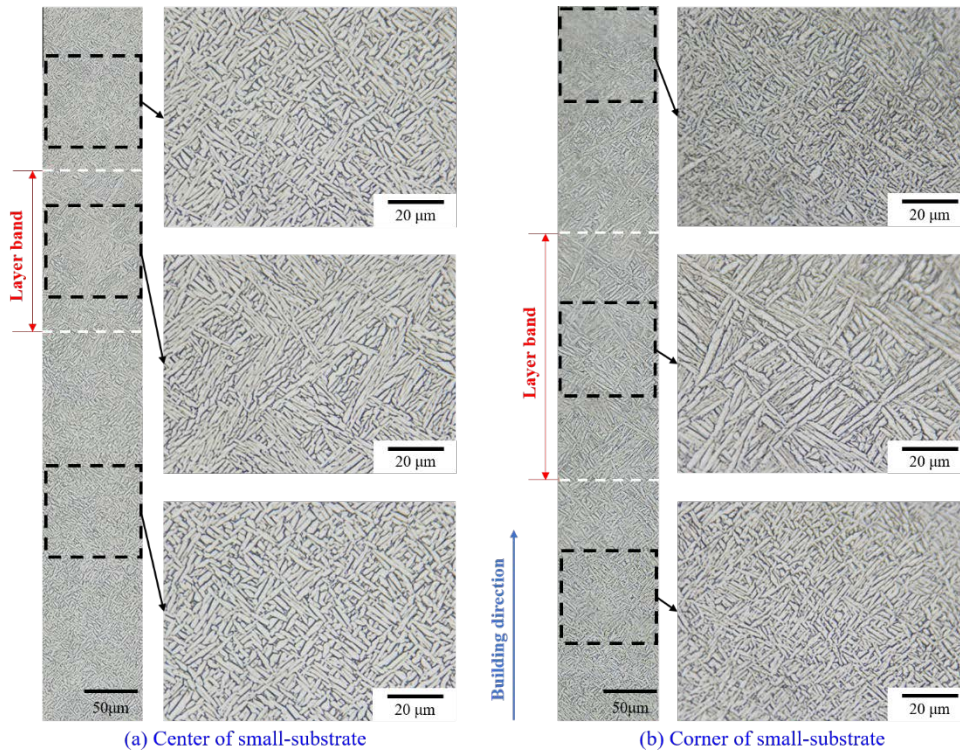 Layer band
20 μm
20 μm
20 μm
50μm
(a) Center of small-substrate
Layer band
Building direction
20 μm
20 μm
20 μm
50μm
(b) Corner of small-substrate